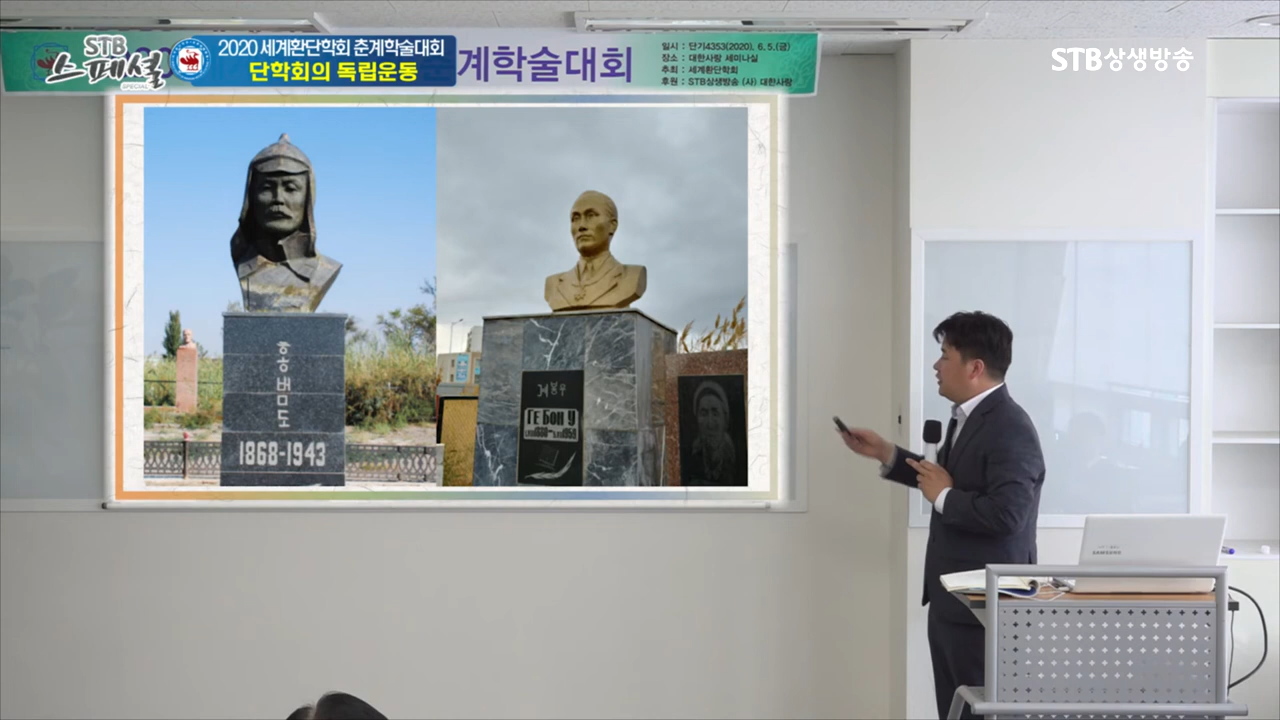 STB
스페셜
SPECIAL
2020 세계환단학회 춘계학술대회
단학회의 독립운동
계학술대회
일시 : 단기4353(2020). 6. 5.(금)
장소 : 대한사랑 세미나실
주최 : 세계환단학회
후원 : STB상생방송 (사) 대한사랑
STB상생방송
홍범도
1868-1943
계봉우
ГЕ БОН У
SAMSUNG